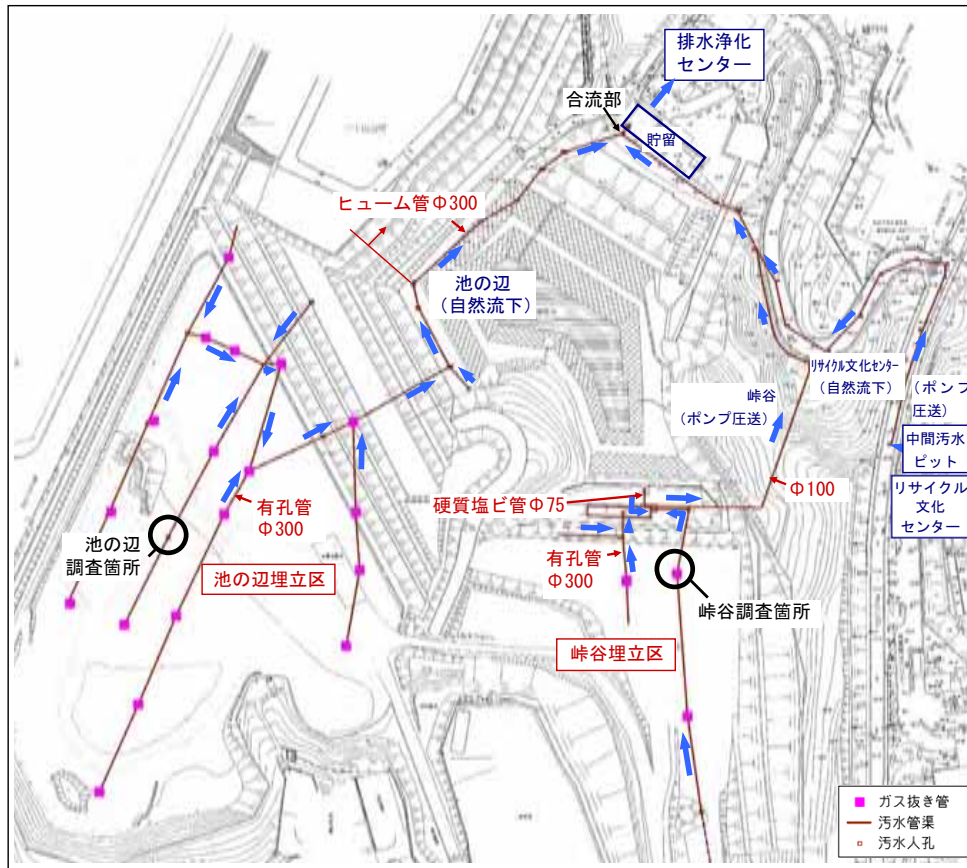 排水浄化
センター
合流部
貯留
ヒューム管Φ300
池の辺
（自然流下）
リサイクル文化センター
（自然流下）
峠谷
（ポンプ圧送）
（ポンプ
圧送）
中間汚水
ピット
リサイクル
文化
センター
硬質塩ビ管Φ75
Φ100
有孔管
Φ300
池の辺
調査箇所
有孔管
Φ300
池の辺埋立区
峠谷調査箇所
峠谷埋立区
ガス抜き管
汚水管渠
汚水人孔